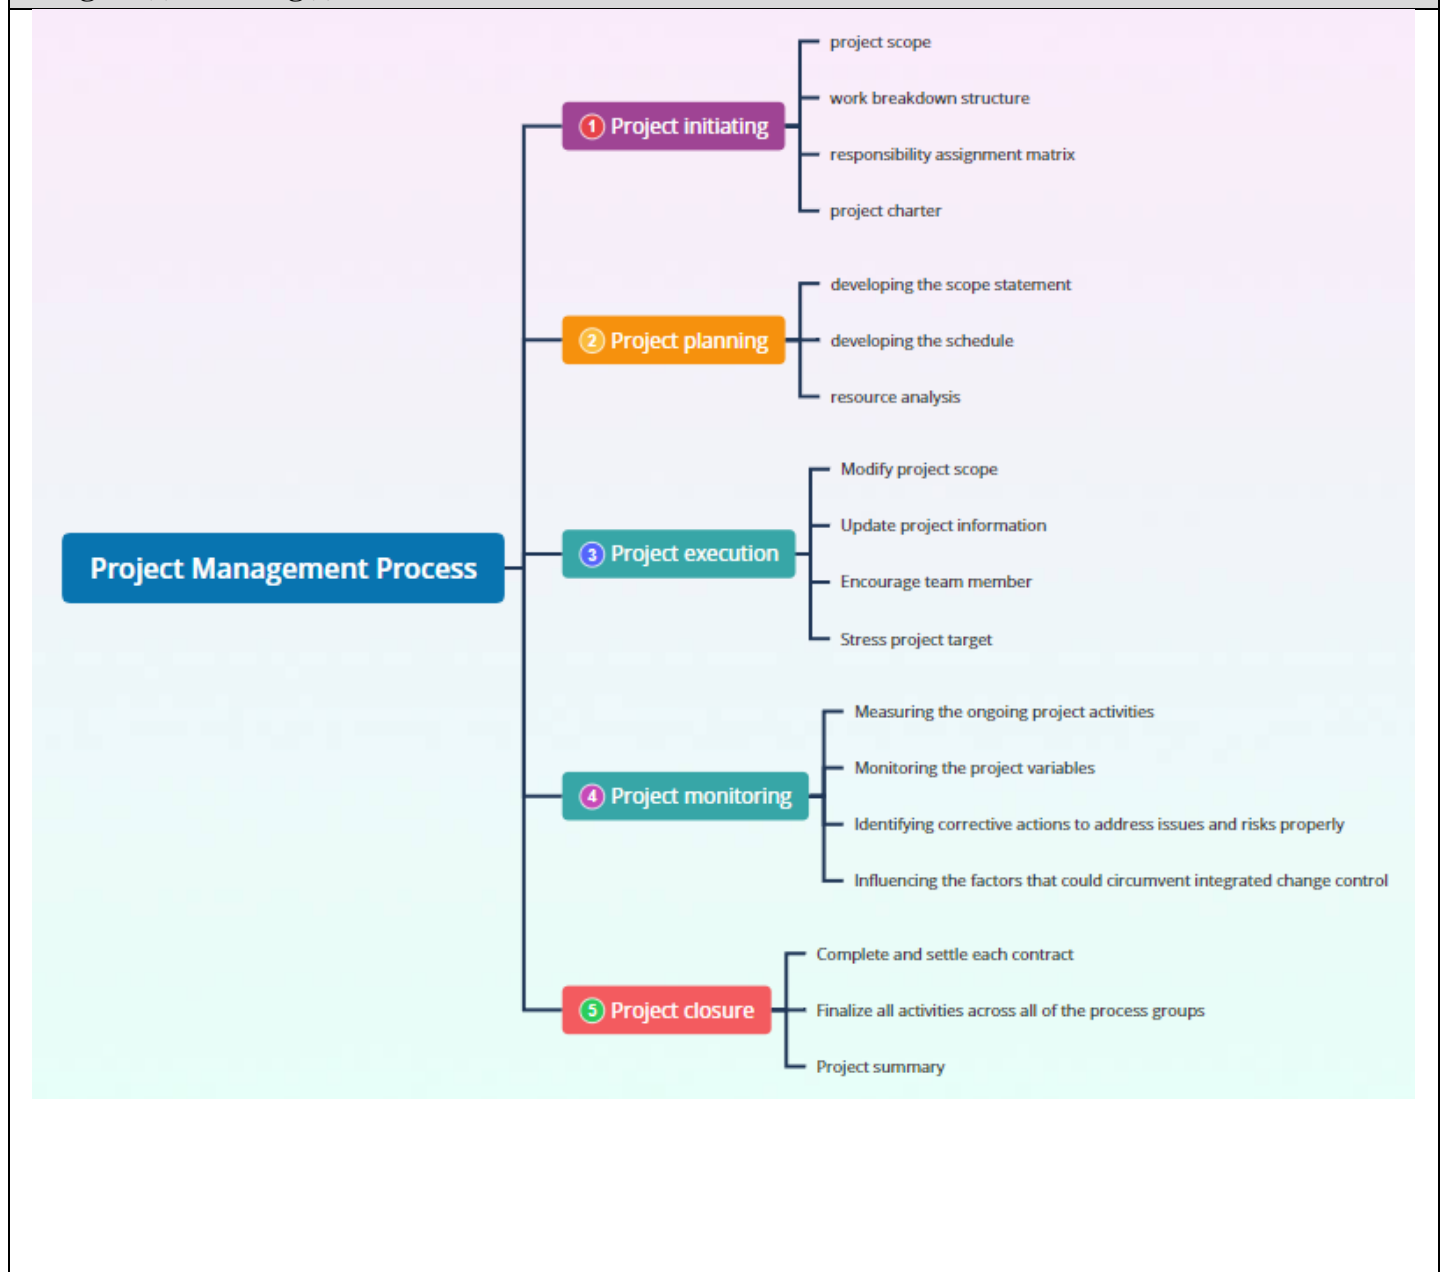 Project Management Process
1 Project initiating
project scope
work breakdown structure
responsibility assignment matrix
project charter
2 Project planning
developing the scope statement
developing the schedule
resource analysis
3 Project execution
Modify project scope
Update project information
Encourage team member
Stress project target
4 Project monitoring
Measuring the ongoing project activities
Monitoring the project variables
Identifying corrective actions to address issues and risks properly
Influencing the factors that could circumvent integrated change control
5 Project closure
Complete and settle each contract
Finalize all activities across all of the process groups
Project summary